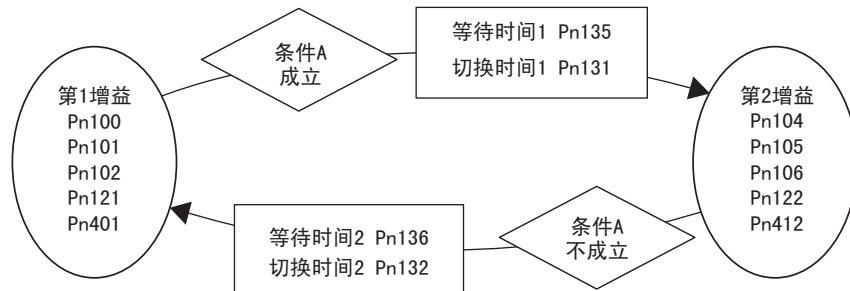 条件A
成立
等待时间1 Pn135
切换时间1 Pn131
第1增益
Pn100
Pn101
Pn102
Pn121
Pn401
第2增益
Pn104
Pn105
Pn106
Pn122
Pn412
等待时间2 Pn136
切换时间2 Pn132
条件A
不成立